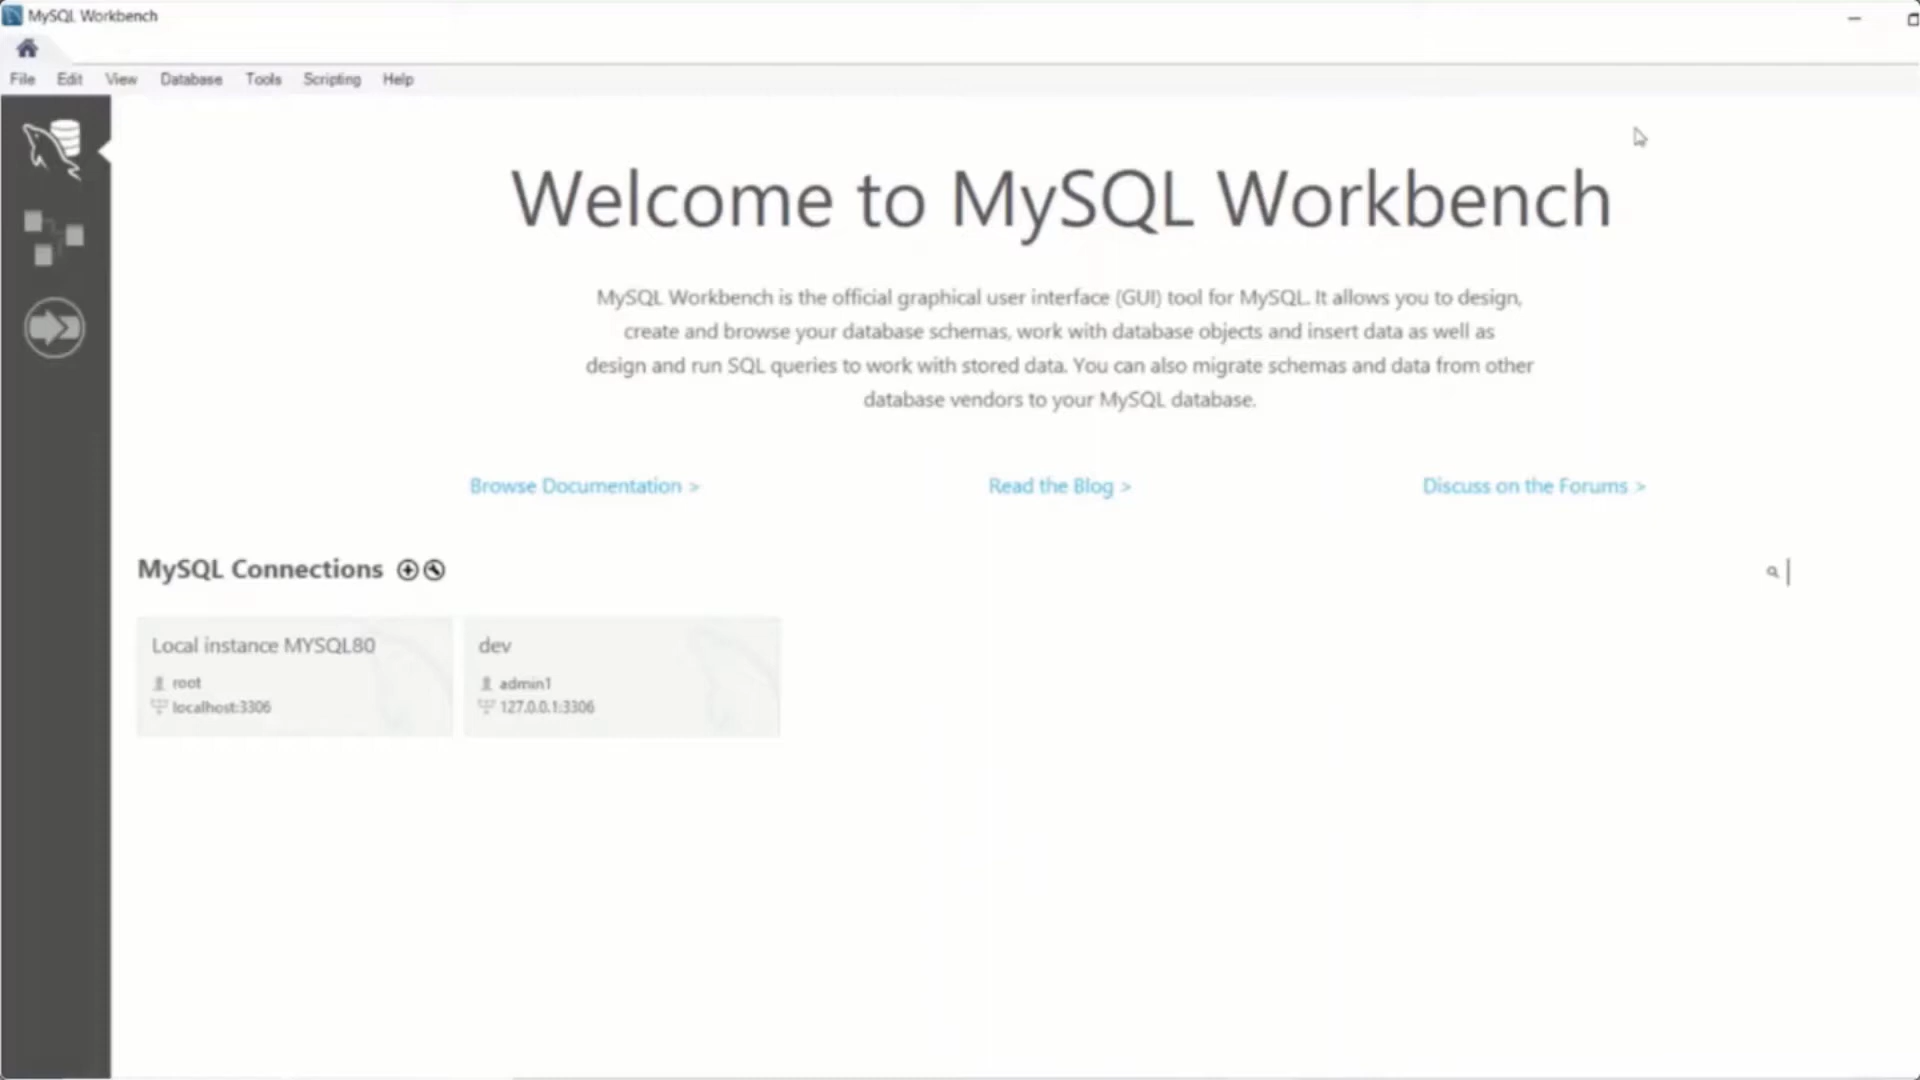 MySQL Workbench
File Edit View Database Tools Scripting Help
Welcome to MySQL Workbench
MySQL Workbench is the official graphical user interface (GUI) tool for MySQL. It allows you to design,
create and browse your database schemas, work with database objects and insert data as well as
design and run SQL queries to work with stored data. You can also migrate schemas and data from other
database vendors to your MySQL database.
Browse Documentation > Read the Blog > Discuss on the Forums >
MySQL Connections
Local instance MYSQL80
root
localhost:3306
dev
admin1
127.0.0.1:3306